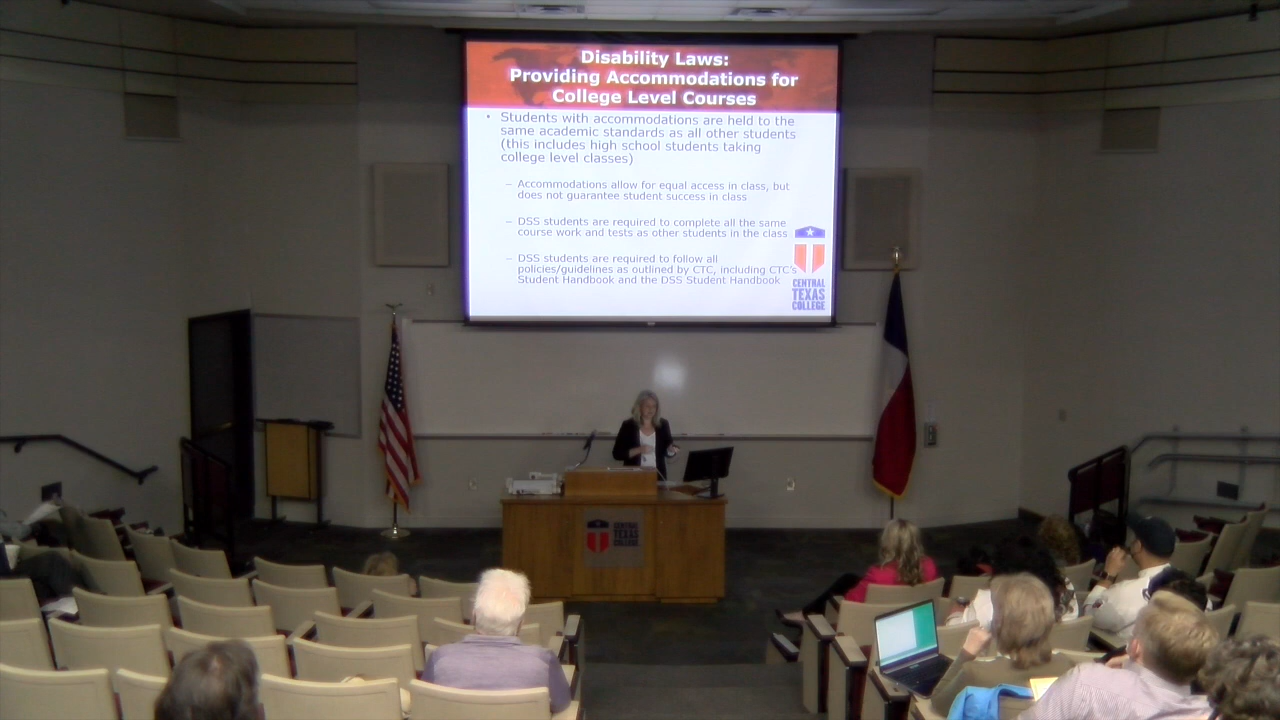 Disability Laws:
Providing Accommodations for
College Level Courses
• Students with accommodations are held to the
same academic standards as all other students
(this includes high school students taking
college level classes)
– Accommodations allow for equal access in class, but
does not guarantee student success in class
– DSS students are required to complete all the same
course work and tests as other students in the class
– DSS students are required to follow all
policies/guidelines as outlined by CTC, including CTC's
Student Handbook and the DSS Student Handbook
CENTRAL
TEXAS
COLLEGE
CENTRAL
TEXAS
COLLEGE